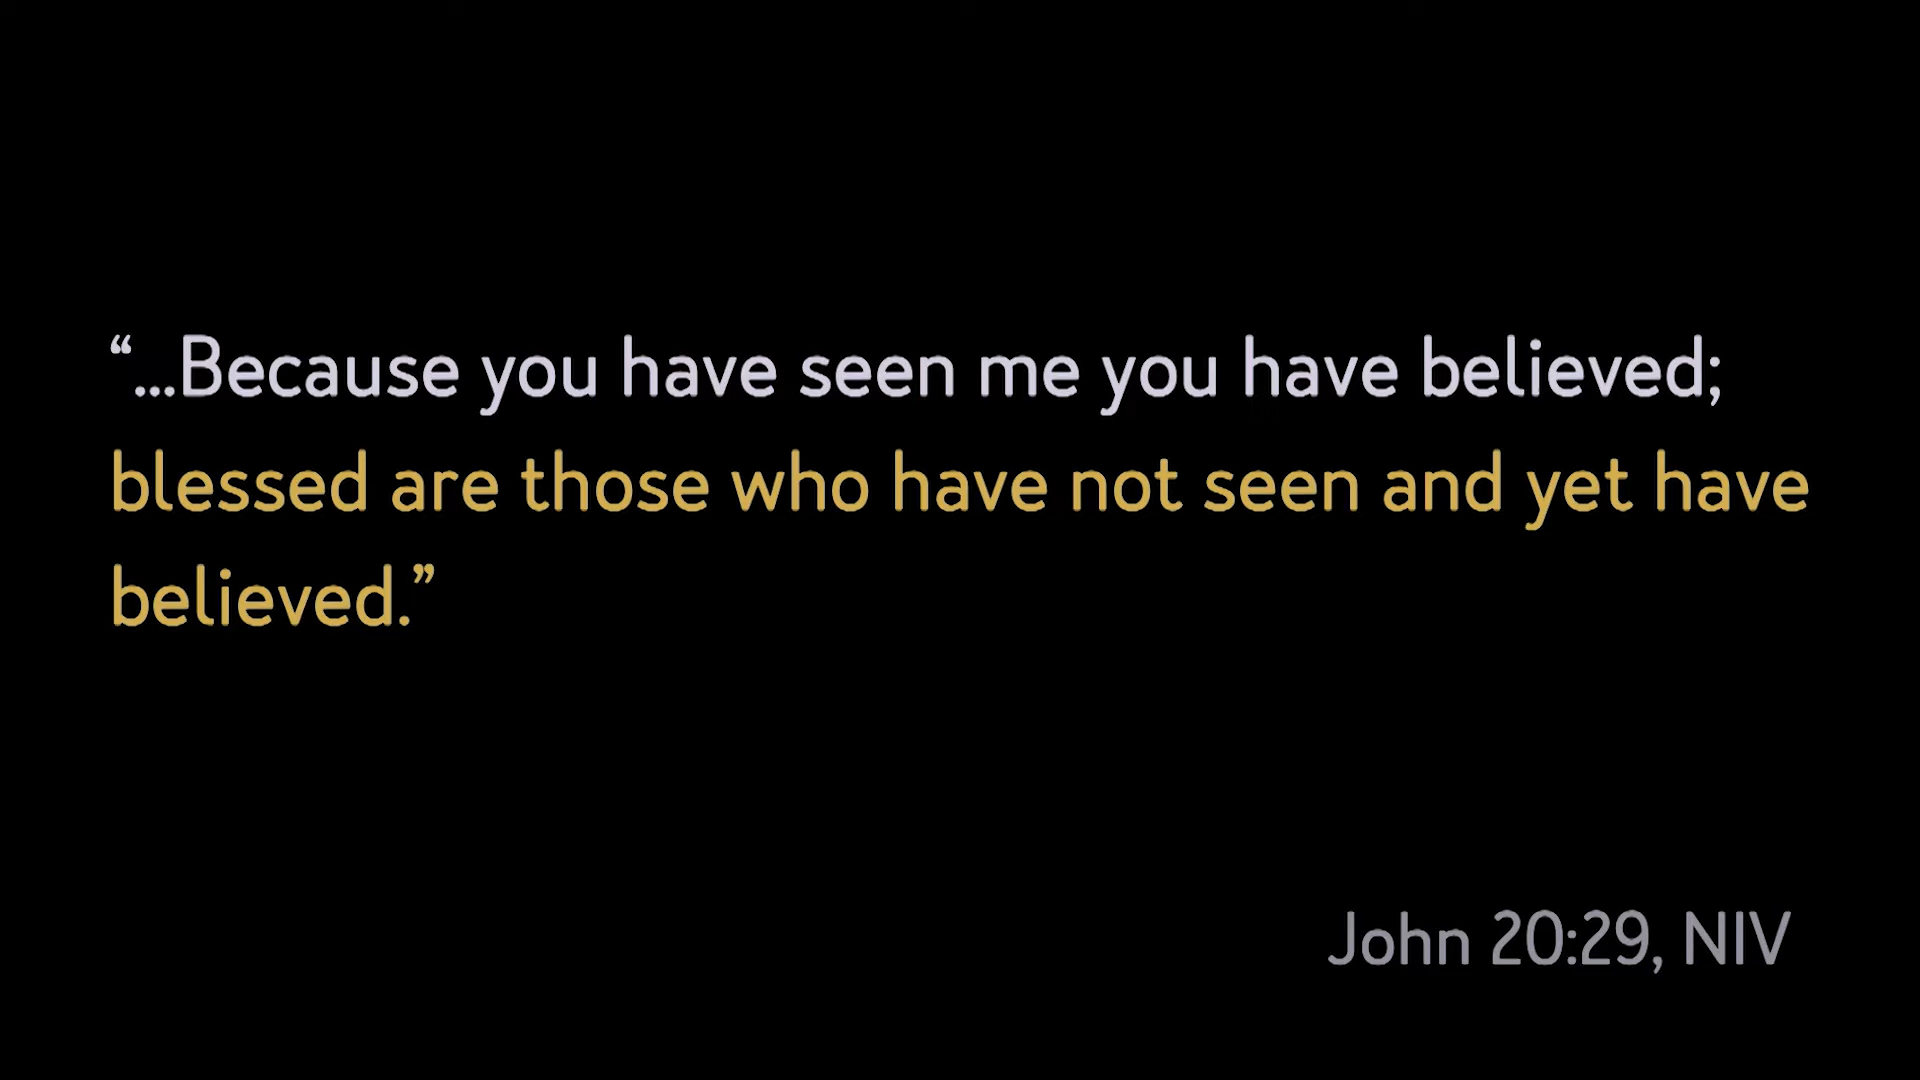 “...Because you have seen me you have believed;
blessed are those who have not seen and yet have
believed.”
John 20:29, NIV